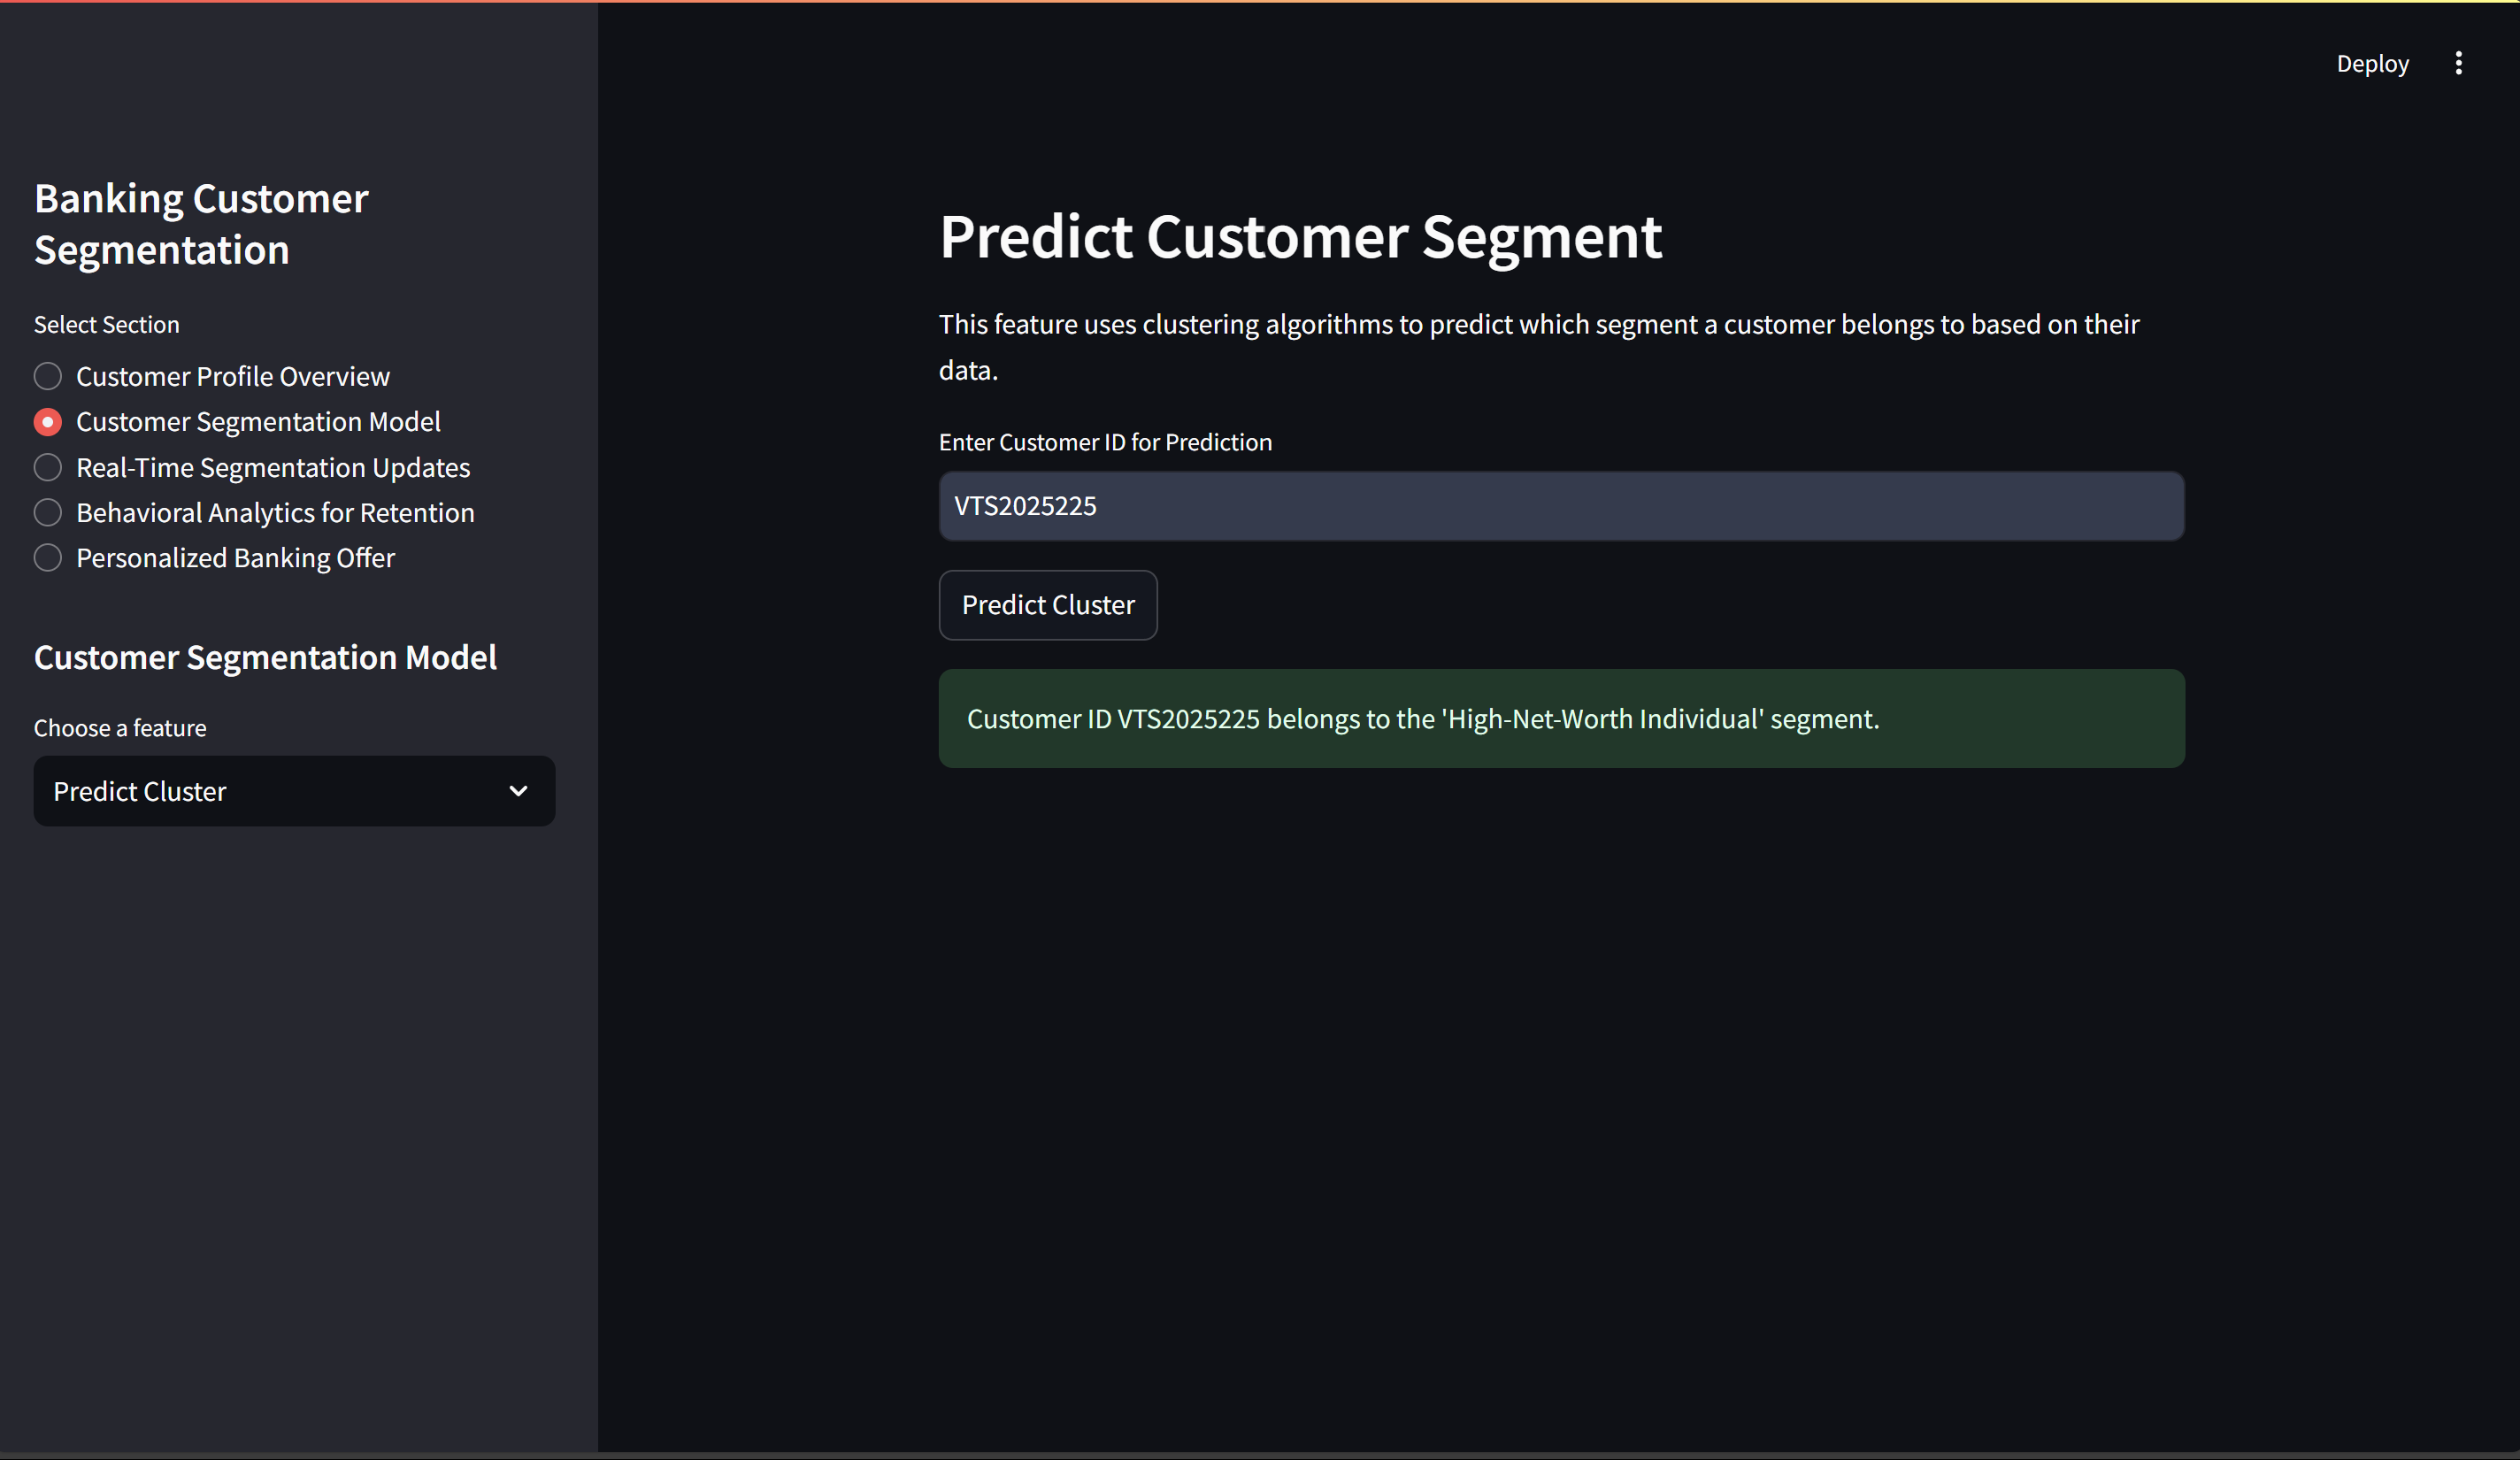 Deploy
Banking Customer
Segmentation
Select Section
Customer Profile Overview
Customer Segmentation Model
Real-Time Segmentation Updates
Behavioral Analytics for Retention
Personalized Banking Offer
Customer Segmentation Model
Choose a feature
Predict Cluster
Predict Customer Segment
This feature uses clustering algorithms to predict which segment a customer belongs to based on their
data.
Enter Customer ID for Prediction
VTS2025225
Predict Cluster
Customer ID VTS2025225 belongs to the 'High-Net-Worth Individual' segment.